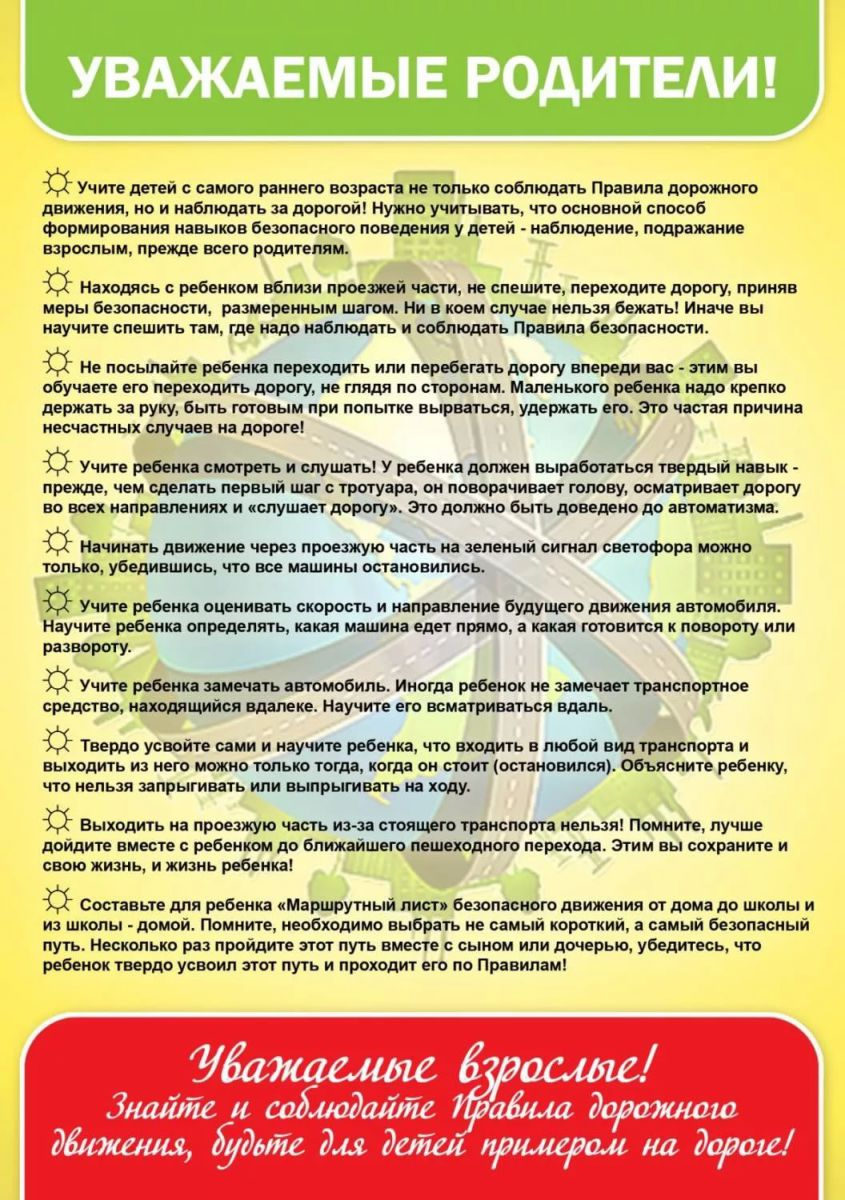 УВАЖАЕМЫЕ РОДИТЕЛИ!
Учите детей с самого раннего возраста не только соблюдать Правила дорожного
движения, но и наблюдать за дорогой! Нужно учитывать, что основной способ
формирования навыков безопасного поведения у детей - наблюдение, подражание
взрослым, прежде всего родителям.
Находясь с ребенком вблизи проезжей части, не спешите, переходите дорогу, приняв
меры безопасности, размеренным шагом. Ни в коем случае нельзя бежать! Иначе вы
научите спешить там, где надо наблюдать и соблюдать Правила безопасности.
Не посылайте ребенка переходить или перебегать дорогу впереди вас - этим вы
обучаете его переходить дорогу, не глядя по сторонам. Маленького ребенка надо крепко
держать за руку, быть готовым при попытке вырваться, удержать его. Это частая причина
несчастных случаев на дороге!
Учите ребенка смотреть и слушать! У ребенка должен выработаться твердый навык -
прежде, чем сделать первый шаг с тротуара, он поворачивает голову, осматривает дорогу
во всех направлениях и «слушает дорогу». Это должно быть доведено до автоматизма.
Начинать движение через проезжую часть на зеленый сигнал светофора можно
только, убедившись, что все машины остановились.
Учите ребенка оценивать скорость и направление будущего движения автомобиля.
Научите ребенка определять, какая машина едет прямо, а какая готовится к повороту или
развороту.
Учите ребенка замечать автомобиль. Иногда ребенок не замечает транспортное
средство, находящийся вдалеке. Научите его всматриваться вдаль.
Твердо усвойте сами и научите ребенка, что входить в любой вид транспорта и
выходить из него можно только тогда, когда он стоит (остановился). Объясните ребенку,
что нельзя запрыгивать или выпрыгивать на ходу.
Выходить на проезжую часть из-за стоящего транспорта нельзя! Помните, лучше
дойдите вместе с ребенком до ближайшего пешеходного перехода. Этим вы сохраните и
свою жизнь, и жизнь ребенка!
Составьте для ребенка «Маршрутный лист» безопасного движения от дома до школы и
из школы - домой. Помните, необходимо выбрать не самый короткий, а самый безопасный
путь. Несколько раз пройдите этот путь вместе с сыном или дочерью, убедитесь, что
ребенок твердо усвоил этот путь и проходит его по Правилам!
Уважаемые взрослые!
Знайте и соблюдайте Правила дорожного
движения, будьте для детей примером на дороге!